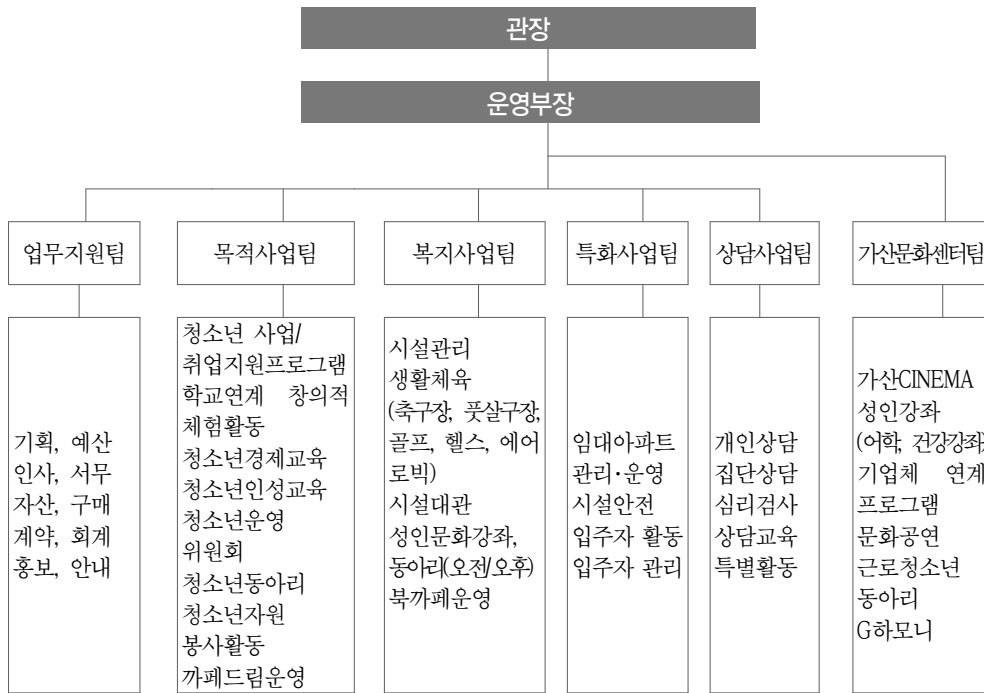 관장
운영부장
업무지원팀
목적사업팀
복지사업팀
특화사업팀
상담사업팀
가산문화센터팀
기획, 예산
인사, 서무
자산, 구매
계약, 회계
홍보, 안내
청소년 사업/
취업지원프로그램
학교연계 창의적
체험활동
청소년경제교육
청소년인성교육
청소년운영
위원회
청소년동아리
청소년자원
봉사활동
까페드림운영
시설관리
생활체육
(축구장, 풋살구장,
골프, 헬스, 에어
로빅)
시설대관
성인문화강좌,
동아리(오전/오후)
북까페운영
임대아파트
관리·운영
시설안전
입주자 활동
입주자 관리
개인상담
집단상담
심리검사
상담교육
특별활동
가산CINEMA
성인강좌
(어학, 건강강좌)
기업체 연계
프로그램
문화공연
근로청소년
동아리
G하모니